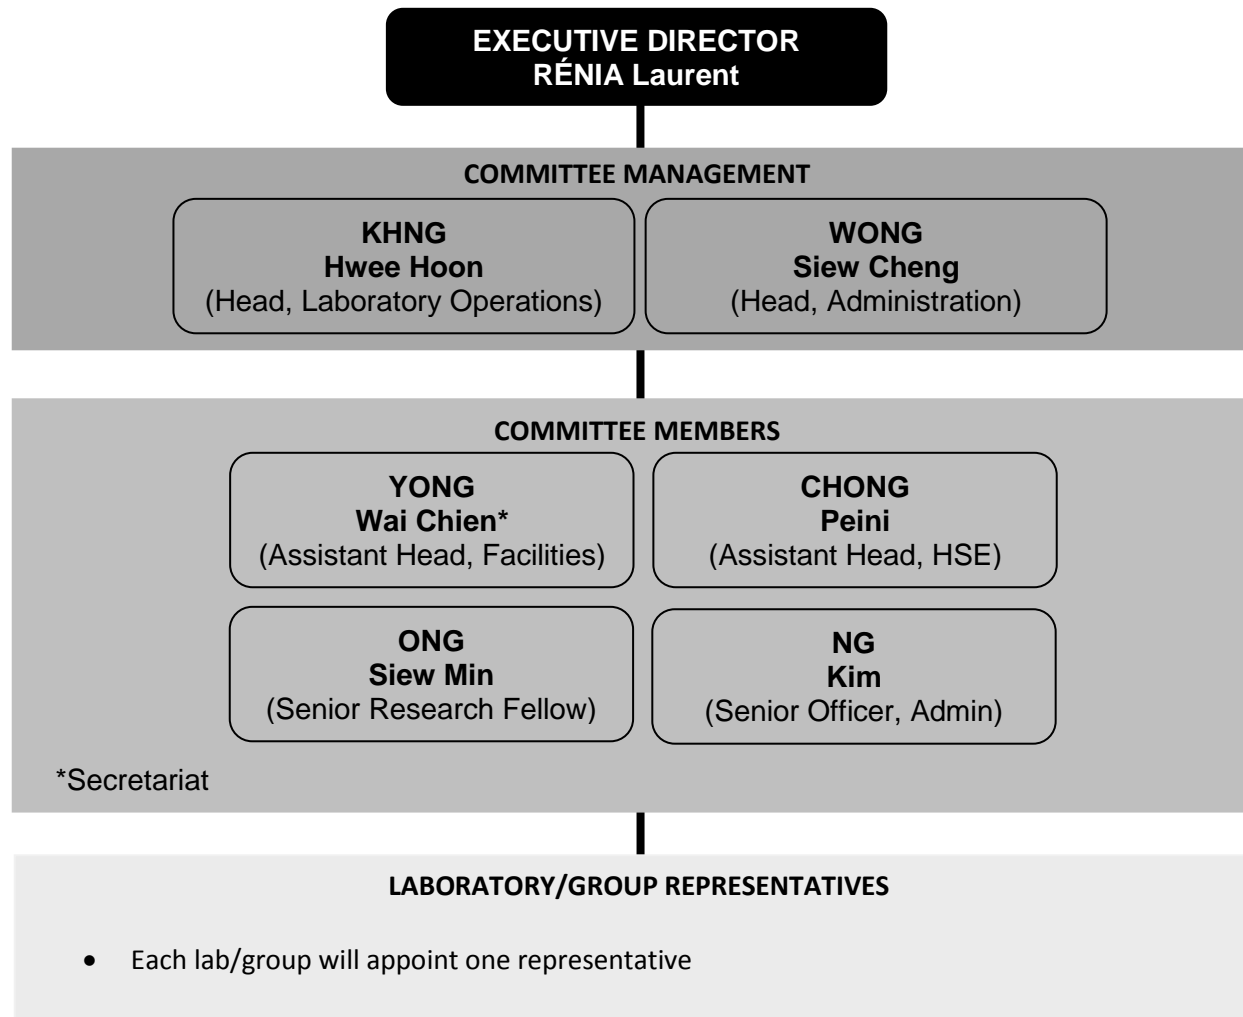 EXECUTIVE DIRECTOR
RÉNIA Laurent
COMMITTEE MANAGEMENT
KHNG
Hwee Hoon
(Head, Laboratory Operations)
WONG
Siew Cheng
(Head, Administration)
COMMITTEE MEMBERS
YONG
Wai Chien*
(Assistant Head, Facilities)
CHONG
Peini
(Assistant Head, HSE)
ONG
Siew Min
(Senior Research Fellow)
NG
Kim
(Senior Officer, Admin)
*Secretariat
LABORATORY/GROUP REPRESENTATIVES
• Each lab/group will appoint one representative